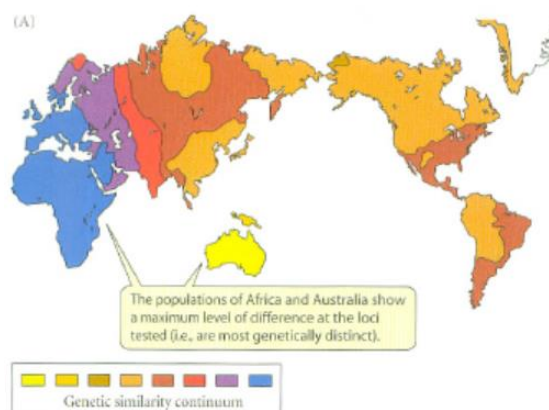 (A)
The populations of Africa and Australia show
a maximum level of difference at the loci
tested (i.e., are most genetically distinct).
Genetic similarity continuum